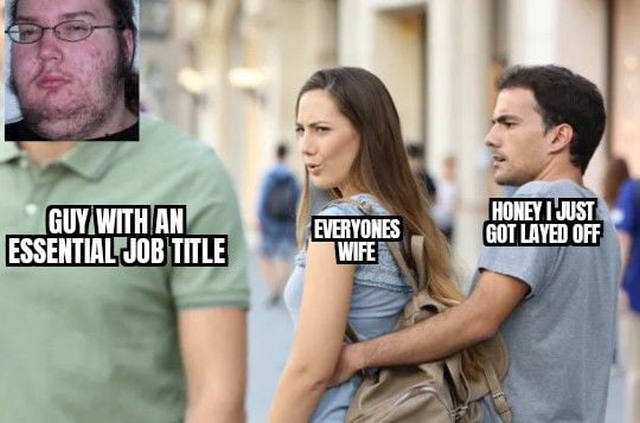 GUY WITH AN
ESSENTIAL JOB TITLE
EVERYONES
WIFE
HONEY I JUST
GOT LAYED OFF